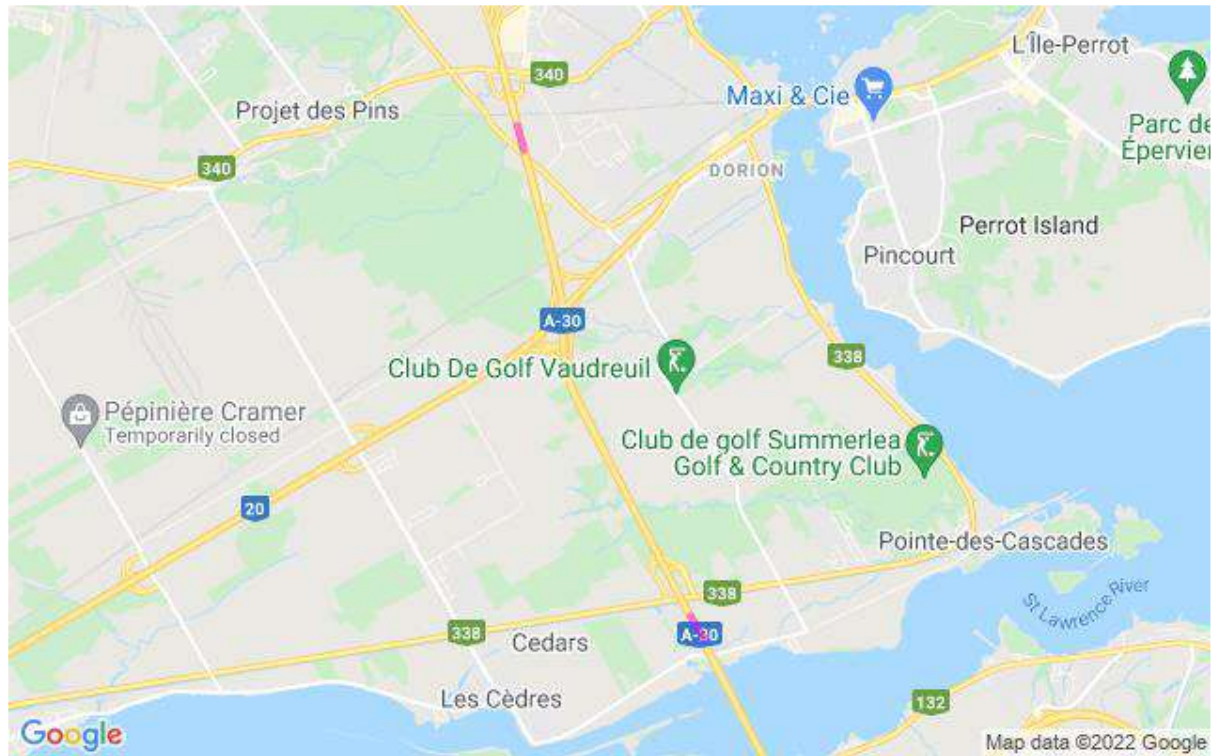 L'Île-Perrot
340
Maxi & Cie
Projet des Pins
Parc de
Épervier
340
DORION
Perrot Island
Pincourt
A-30
338
Club De Golf Vaudreuil
Pépinière Cramer
Temporarily closed
Club de golf Summerlea
Golf & Country Club
20
Pointe-des-Cascades
338
St Lawrence River
338
Cedars
A-30
Les Cèdres
132
Google
Map data ©2022 Google